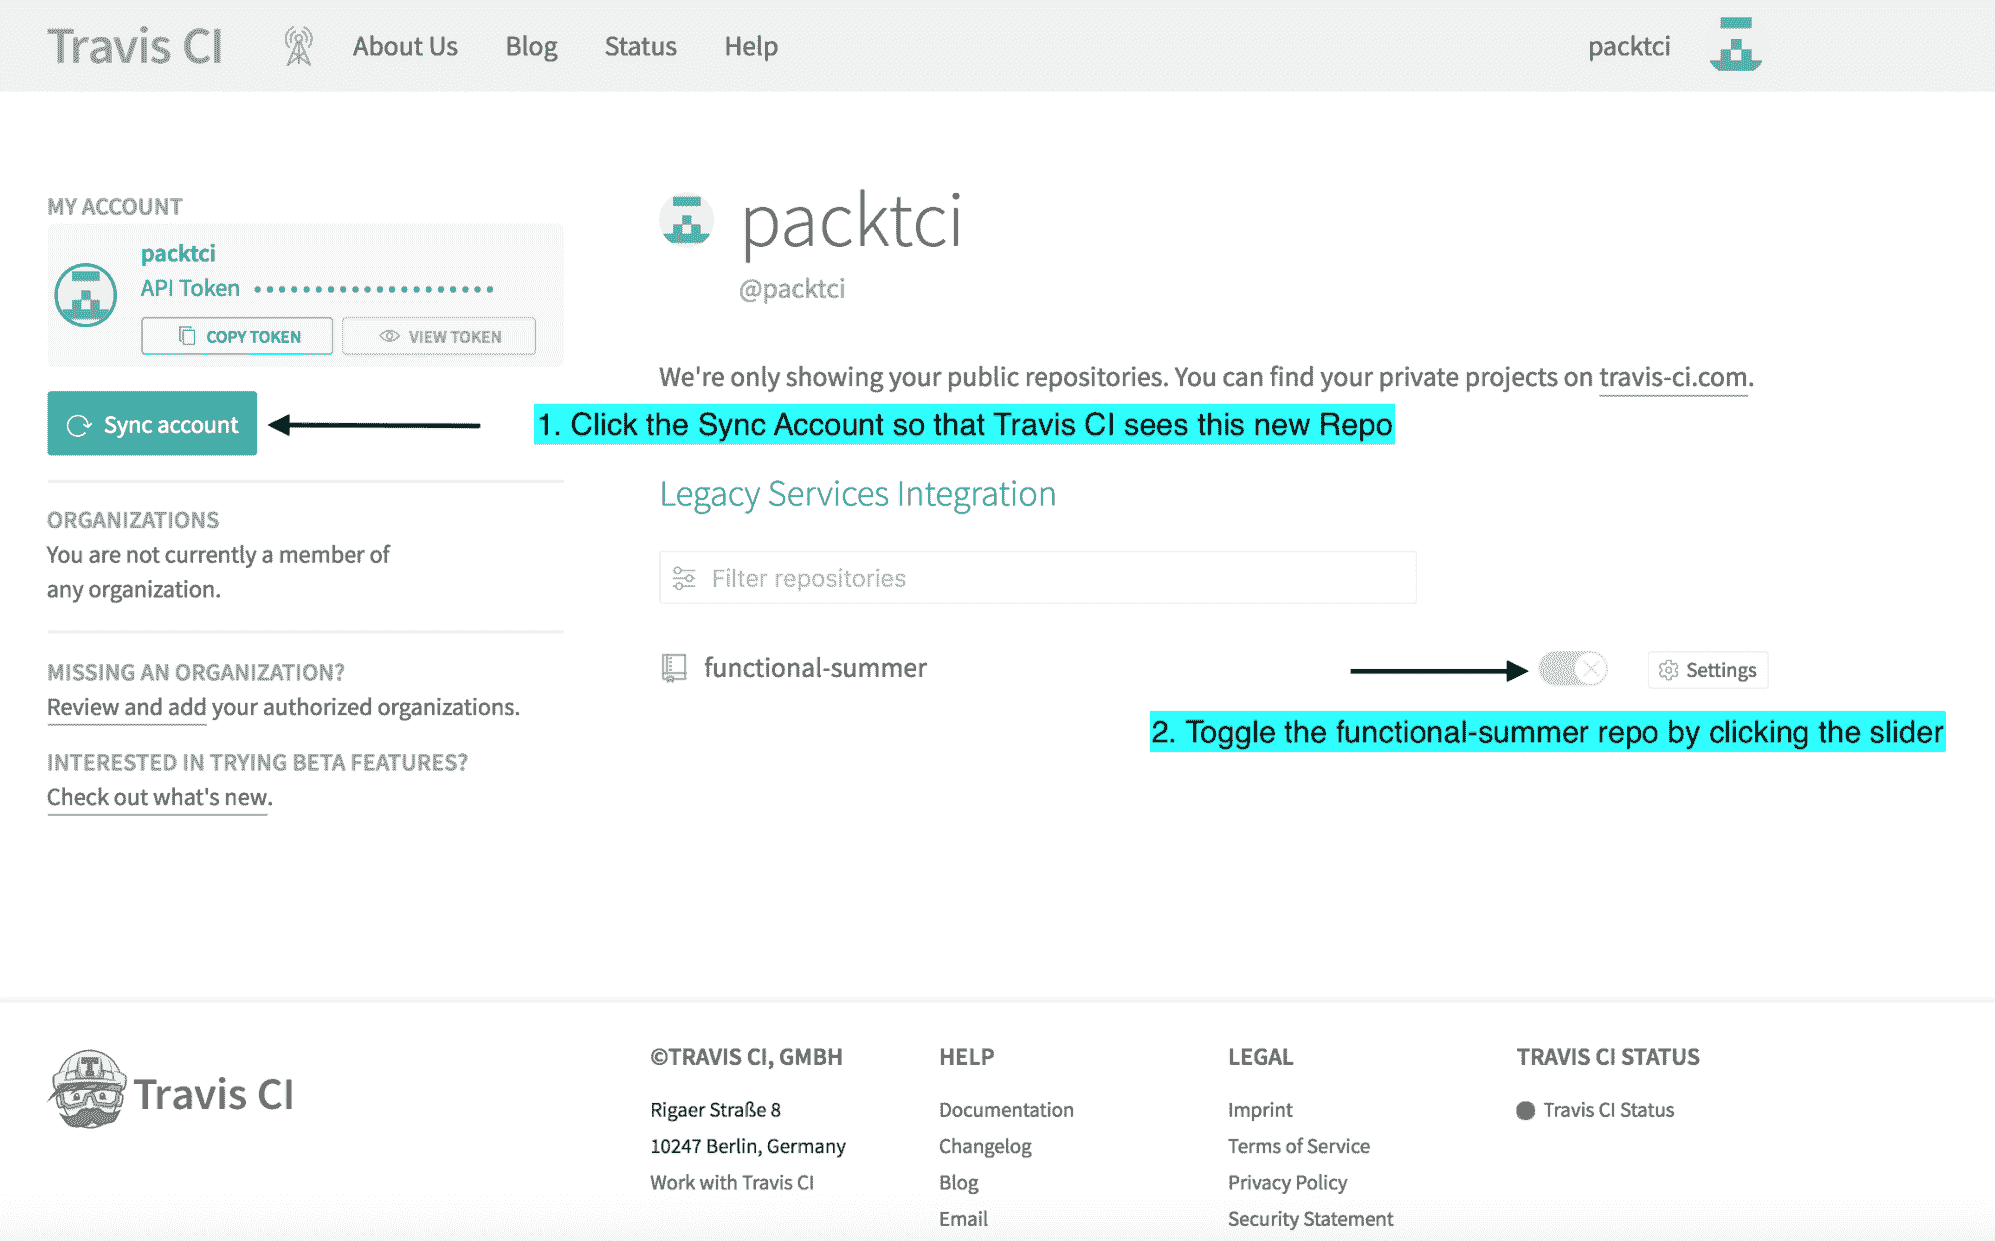 Travis CI About Us Blog Status Help packtci
MY ACCOUNT
packtci
API Token
COPY TOKEN VIEW TOKEN
Sync account
ORGANIZATIONS
You are not currently a member of
any organization.
MISSING AN ORGANIZATION?
Review and add your authorized organizations.
INTERESTED IN TRYING BETA FEATURES?
Check out what's new.
packtci
@packtci
We're only showing your public repositories. You can find your private projects on travis-ci.com.
1. Click the Sync Account so that Travis CI sees this new Repo
Legacy Services Integration
Filter repositories
functional-summer
Settings
2. Toggle the functional-summer repo by clicking the slider
T
Travis CI
©TRAVIS CI, GMBH
Rigaer Straße 8
10247 Berlin, Germany
Work with Travis CI
HELP
Documentation
Changelog
Blog
Email
LEGAL
Imprint
Terms of Service
Privacy Policy
Security Statement
TRAVIS CI STATUS
Travis CI Status